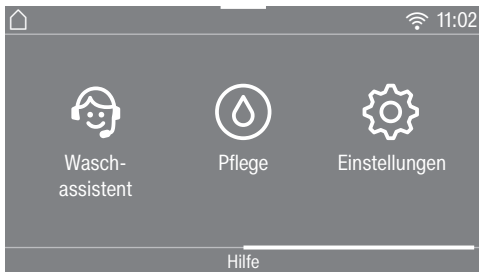 11:02
Wasch-
assistent
Pflege
Einstellungen
Hilfe